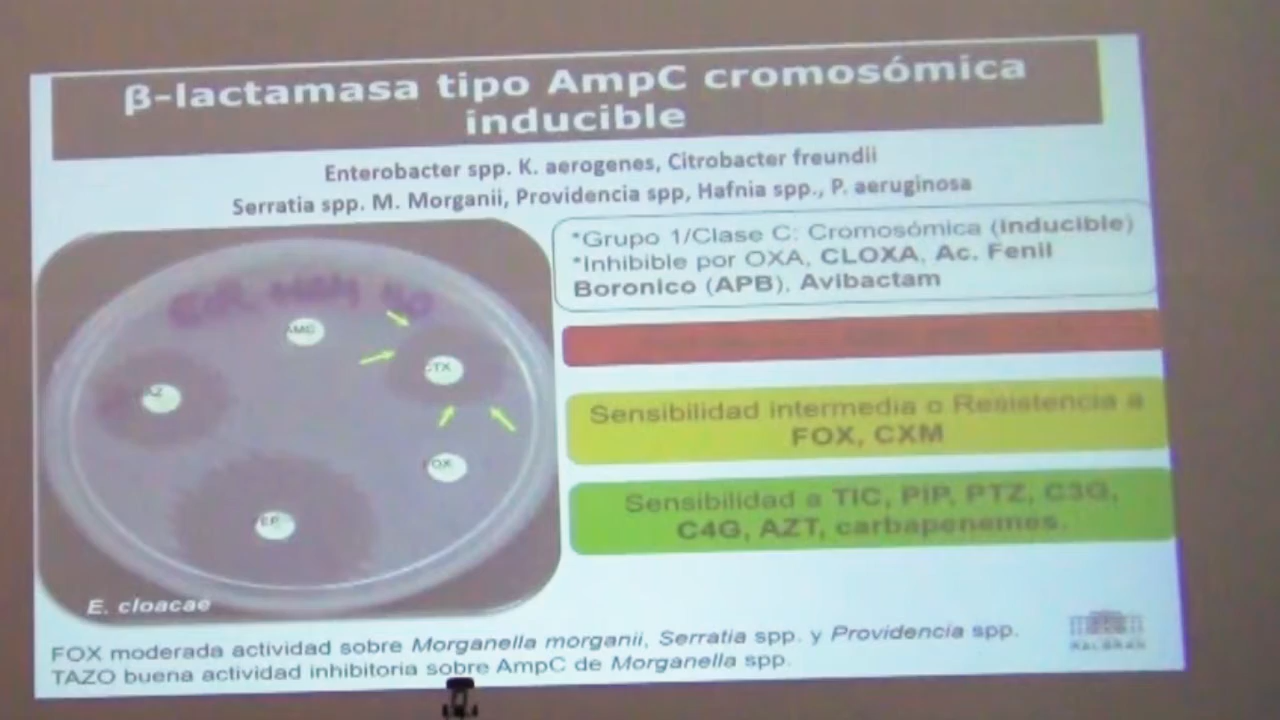 β-lactamasa tipo AmpC cromosómica
inducible
Enterobacter spp. K. aerogenes, Citrobacter freundii
Serratia spp. M. Morganii, Providencia spp, Hafnia spp., P. aeruginosa
*Grupo 1/Clase C: Cromosómica (inducible)
*Inhibible por OXA, CLOXA, Ac. Fenil
Boronico (APB), Avibactam
Sensibilidad intermedia o Resistencia a
FOX, CXM
Sensibilidad a TIC, PIP, PTZ, C3G,
C4G, AZT, carbapenemes.
E. cloacae
FOX moderada actividad sobre Morganella morganii, Serratia spp. y Providencia spp.
TAZO buena actividad inhibitoria sobre AmpC de Morganella spp.
MALBRAN